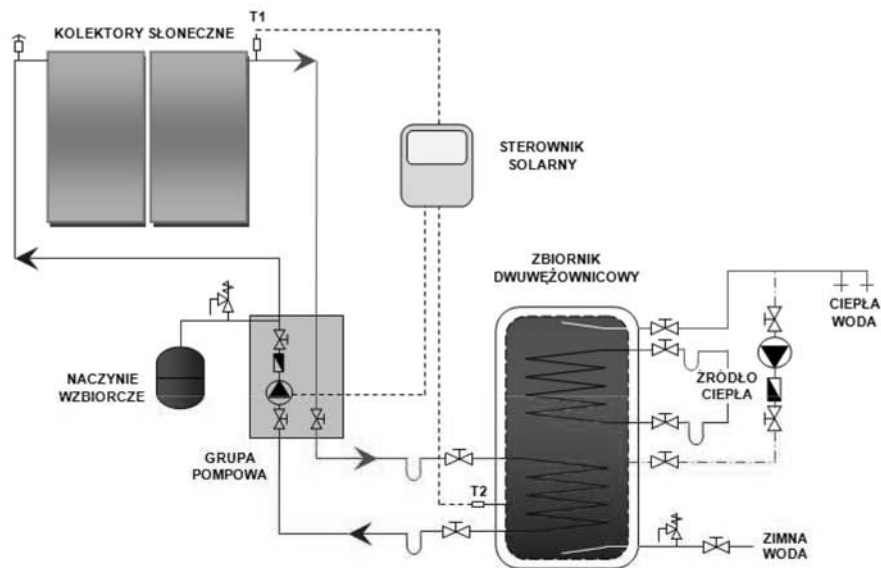 KOLEKTORY SŁONECZNE
T1
STEROWNIK
SOLARNY
ZBIORNIK
DWUWĘŻOWNICOWY
CIEPŁA
WODA
NACZYNIE
WZBIORCZE
ŹRÓDŁO
CIEPŁA
GRUPA
POMPOWA
T2
ZIMNA
WODA